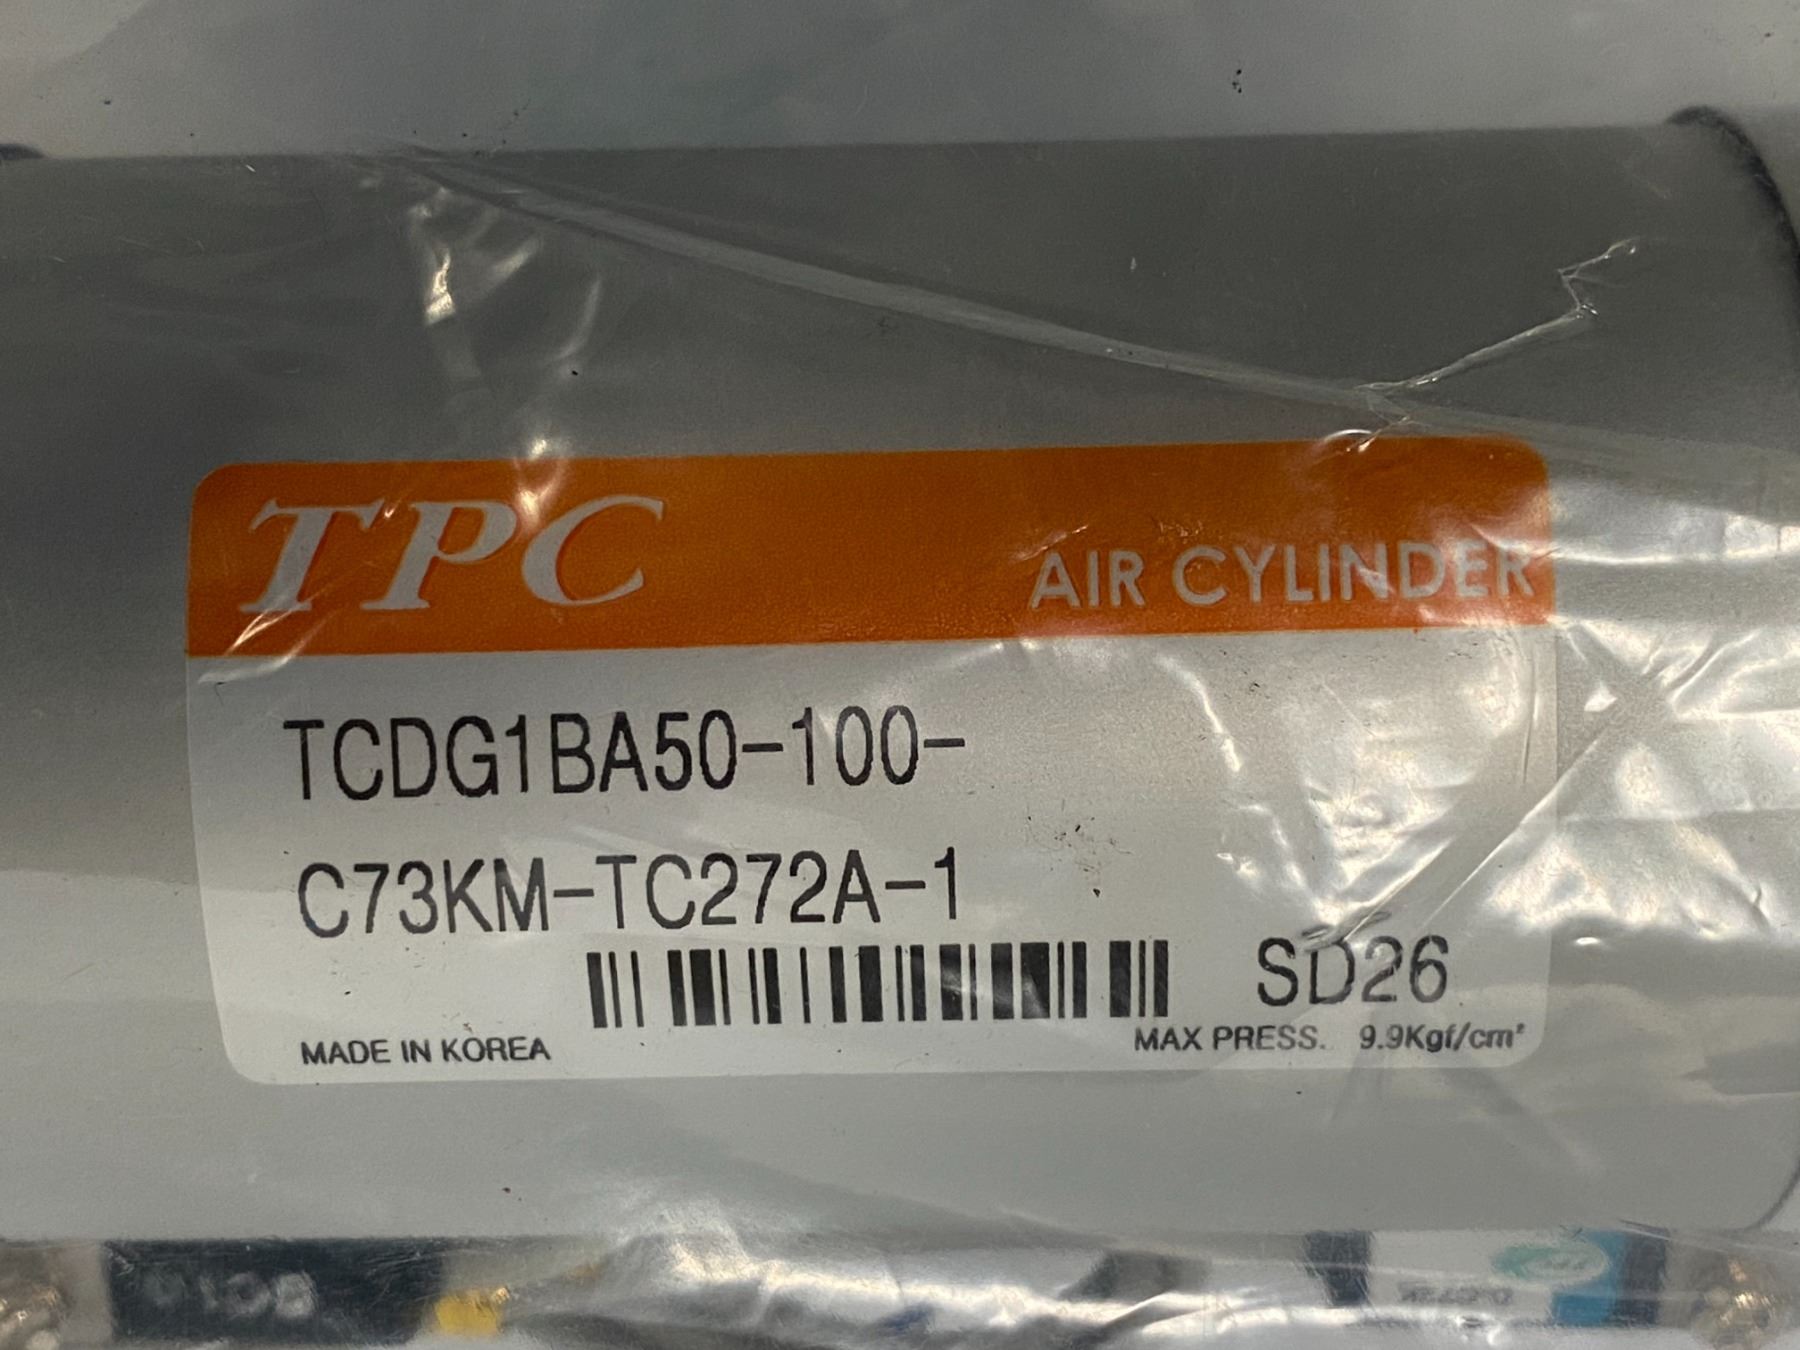 TPC
AIR CYLINDER
TCDG1BA50-100-
C73KM-TC272A-1
SD26
MADE IN KOREA
MAX PRESS. 9.9Kgf/cm²